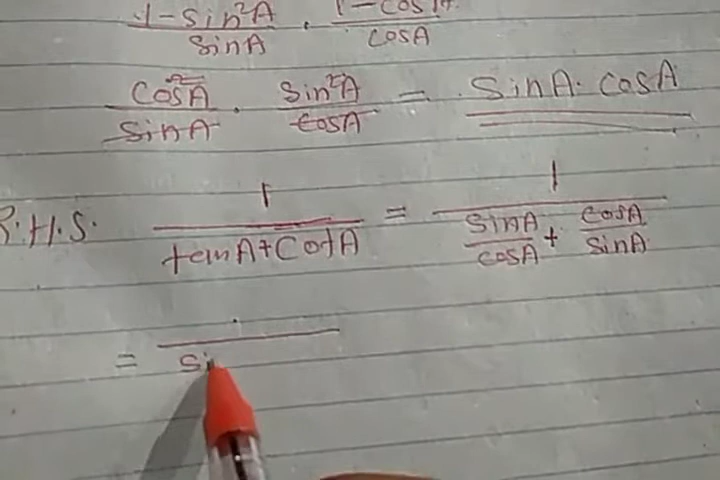 1-sin²A/sinA . 1-cos²A/cosA
cos²A/sinA . sin²A/cosA = sinA.cosA
R.H.S. 1/tanA+cotA = 1/sinA/cosA + cosA/sinA
= si